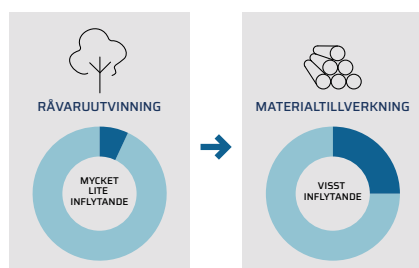 RÅVARUUTVINNING
MYCKET
LITE
INFLYTANDE
MATERIALTILLVERKNING
VISST
INFLYTANDE